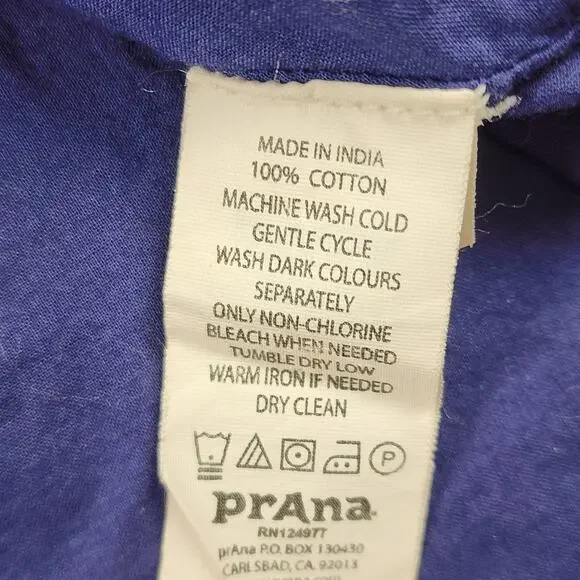 MADE IN INDIA
100% COTTON
MACHINE WASH COLD
GENTLE CYCLE
WASH DARK COLOURS
SEPARATELY
ONLY NON-CHLORINE
BLEACH WHEN NEEDED
TUMBLE DRY LOW
WARM IRON IF NEEDED
DRY CLEAN
P
prAna
RN124977
prAna P.O. BOX 130430
CARLSBAD, CA. 92013